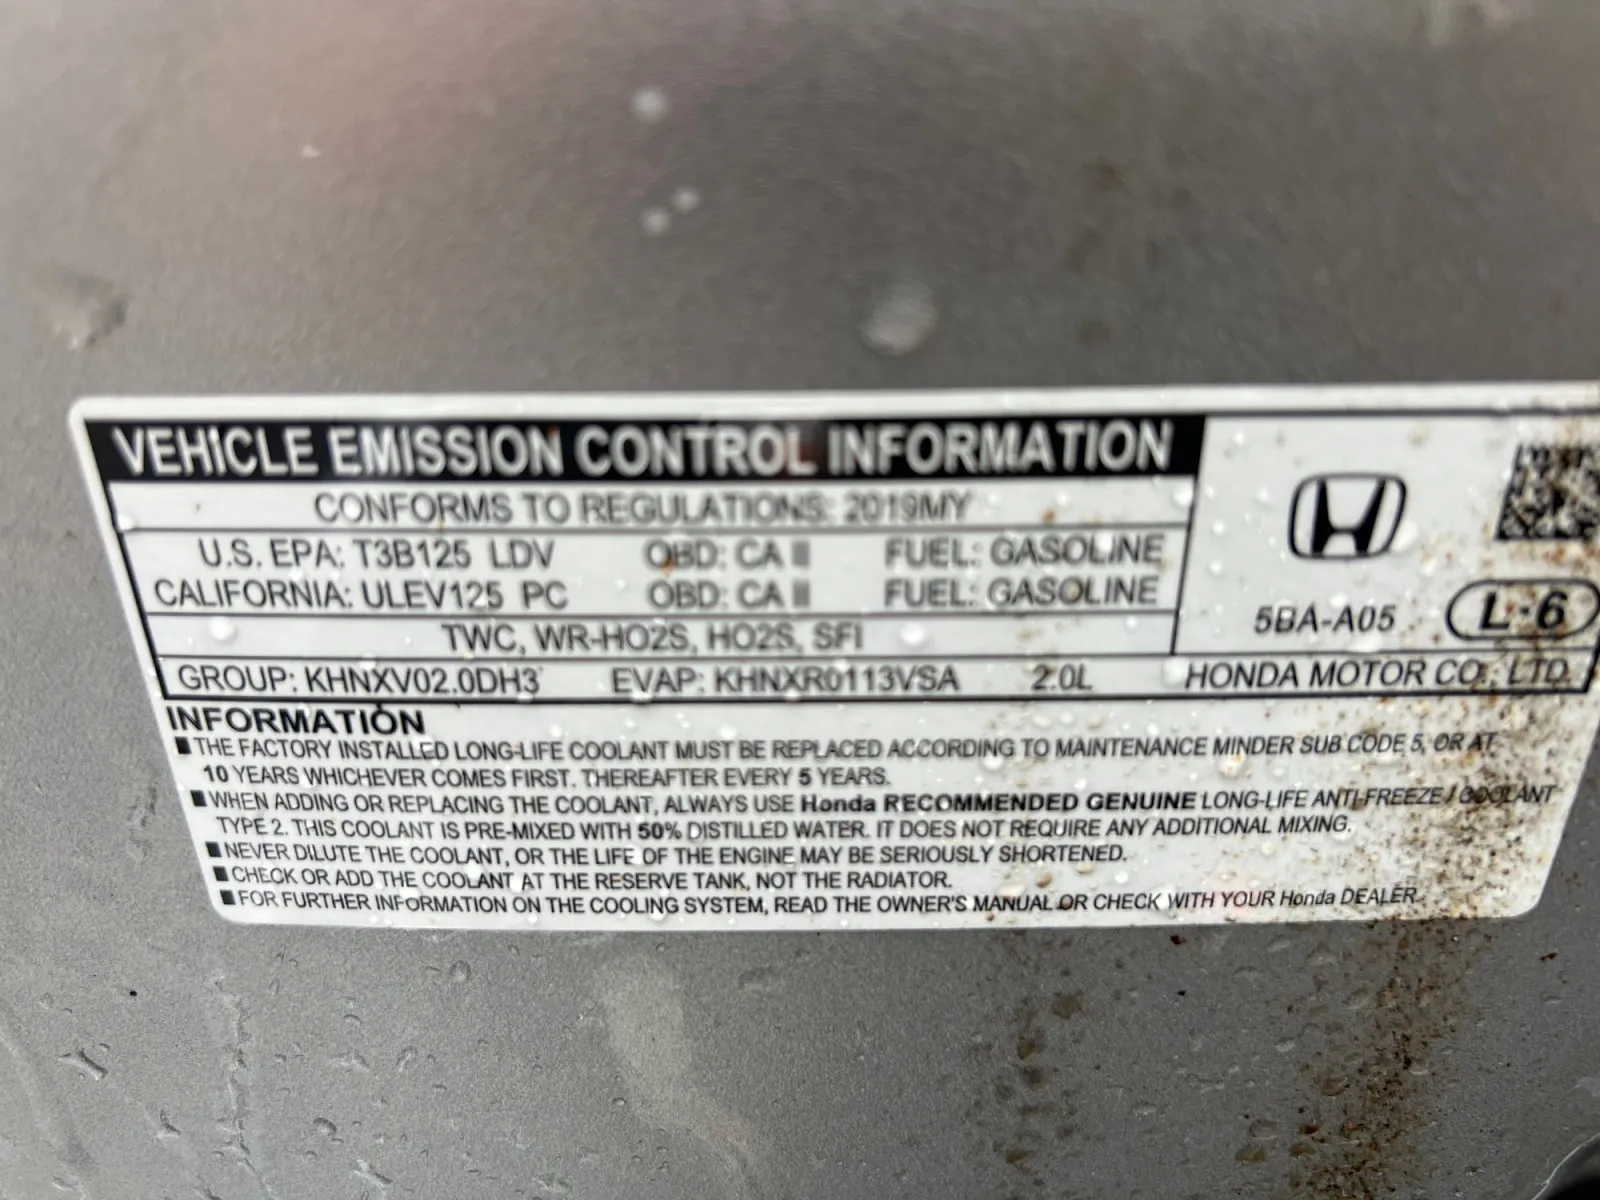 VEHICLE EMISSION CONTROL INFORMATION
CONFORMS TO REGULATIONS: 2019MY
U.S. EPA: T3B125 LDV OBD: CA II FUEL: GASOLINE
CALIFORNIA: ULEV125 PC OBD: CA II FUEL: GASOLINE
TWC, WR-HO2S, HO2S, SFI
5BA-A05 L-6
GROUP: KHNXV02.0DH3 EVAP: KHNXR0113VSA 2.0L HONDA MOTOR CO., LTD.
INFORMATION
■THE FACTORY INSTALLED LONG-LIFE COOLANT MUST BE REPLACED ACCORDING TO MAINTENANCE MINDER SUB CODE 5, OR AT
10 YEARS WHICHEVER COMES FIRST. THEREAFTER EVERY 5 YEARS.
■WHEN ADDING OR REPLACING THE COOLANT, ALWAYS USE Honda RECOMMENDED GENUINE LONG-LIFE ANTI-FREEZE / COOLANT
TYPE 2. THIS COOLANT IS PRE-MIXED WITH 50% DISTILLED WATER. IT DOES NOT REQUIRE ANY ADDITIONAL MIXING.
■NEVER DILUTE THE COOLANT, OR THE LIFE OF THE ENGINE MAY BE SERIOUSLY SHORTENED.
■CHECK OR ADD THE COOLANT AT THE RESERVE TANK, NOT THE RADIATOR.
■FOR FURTHER INFORMATION ON THE COOLING SYSTEM, READ THE OWNER'S MANUAL OR CHECK WITH YOUR Honda DEALER.